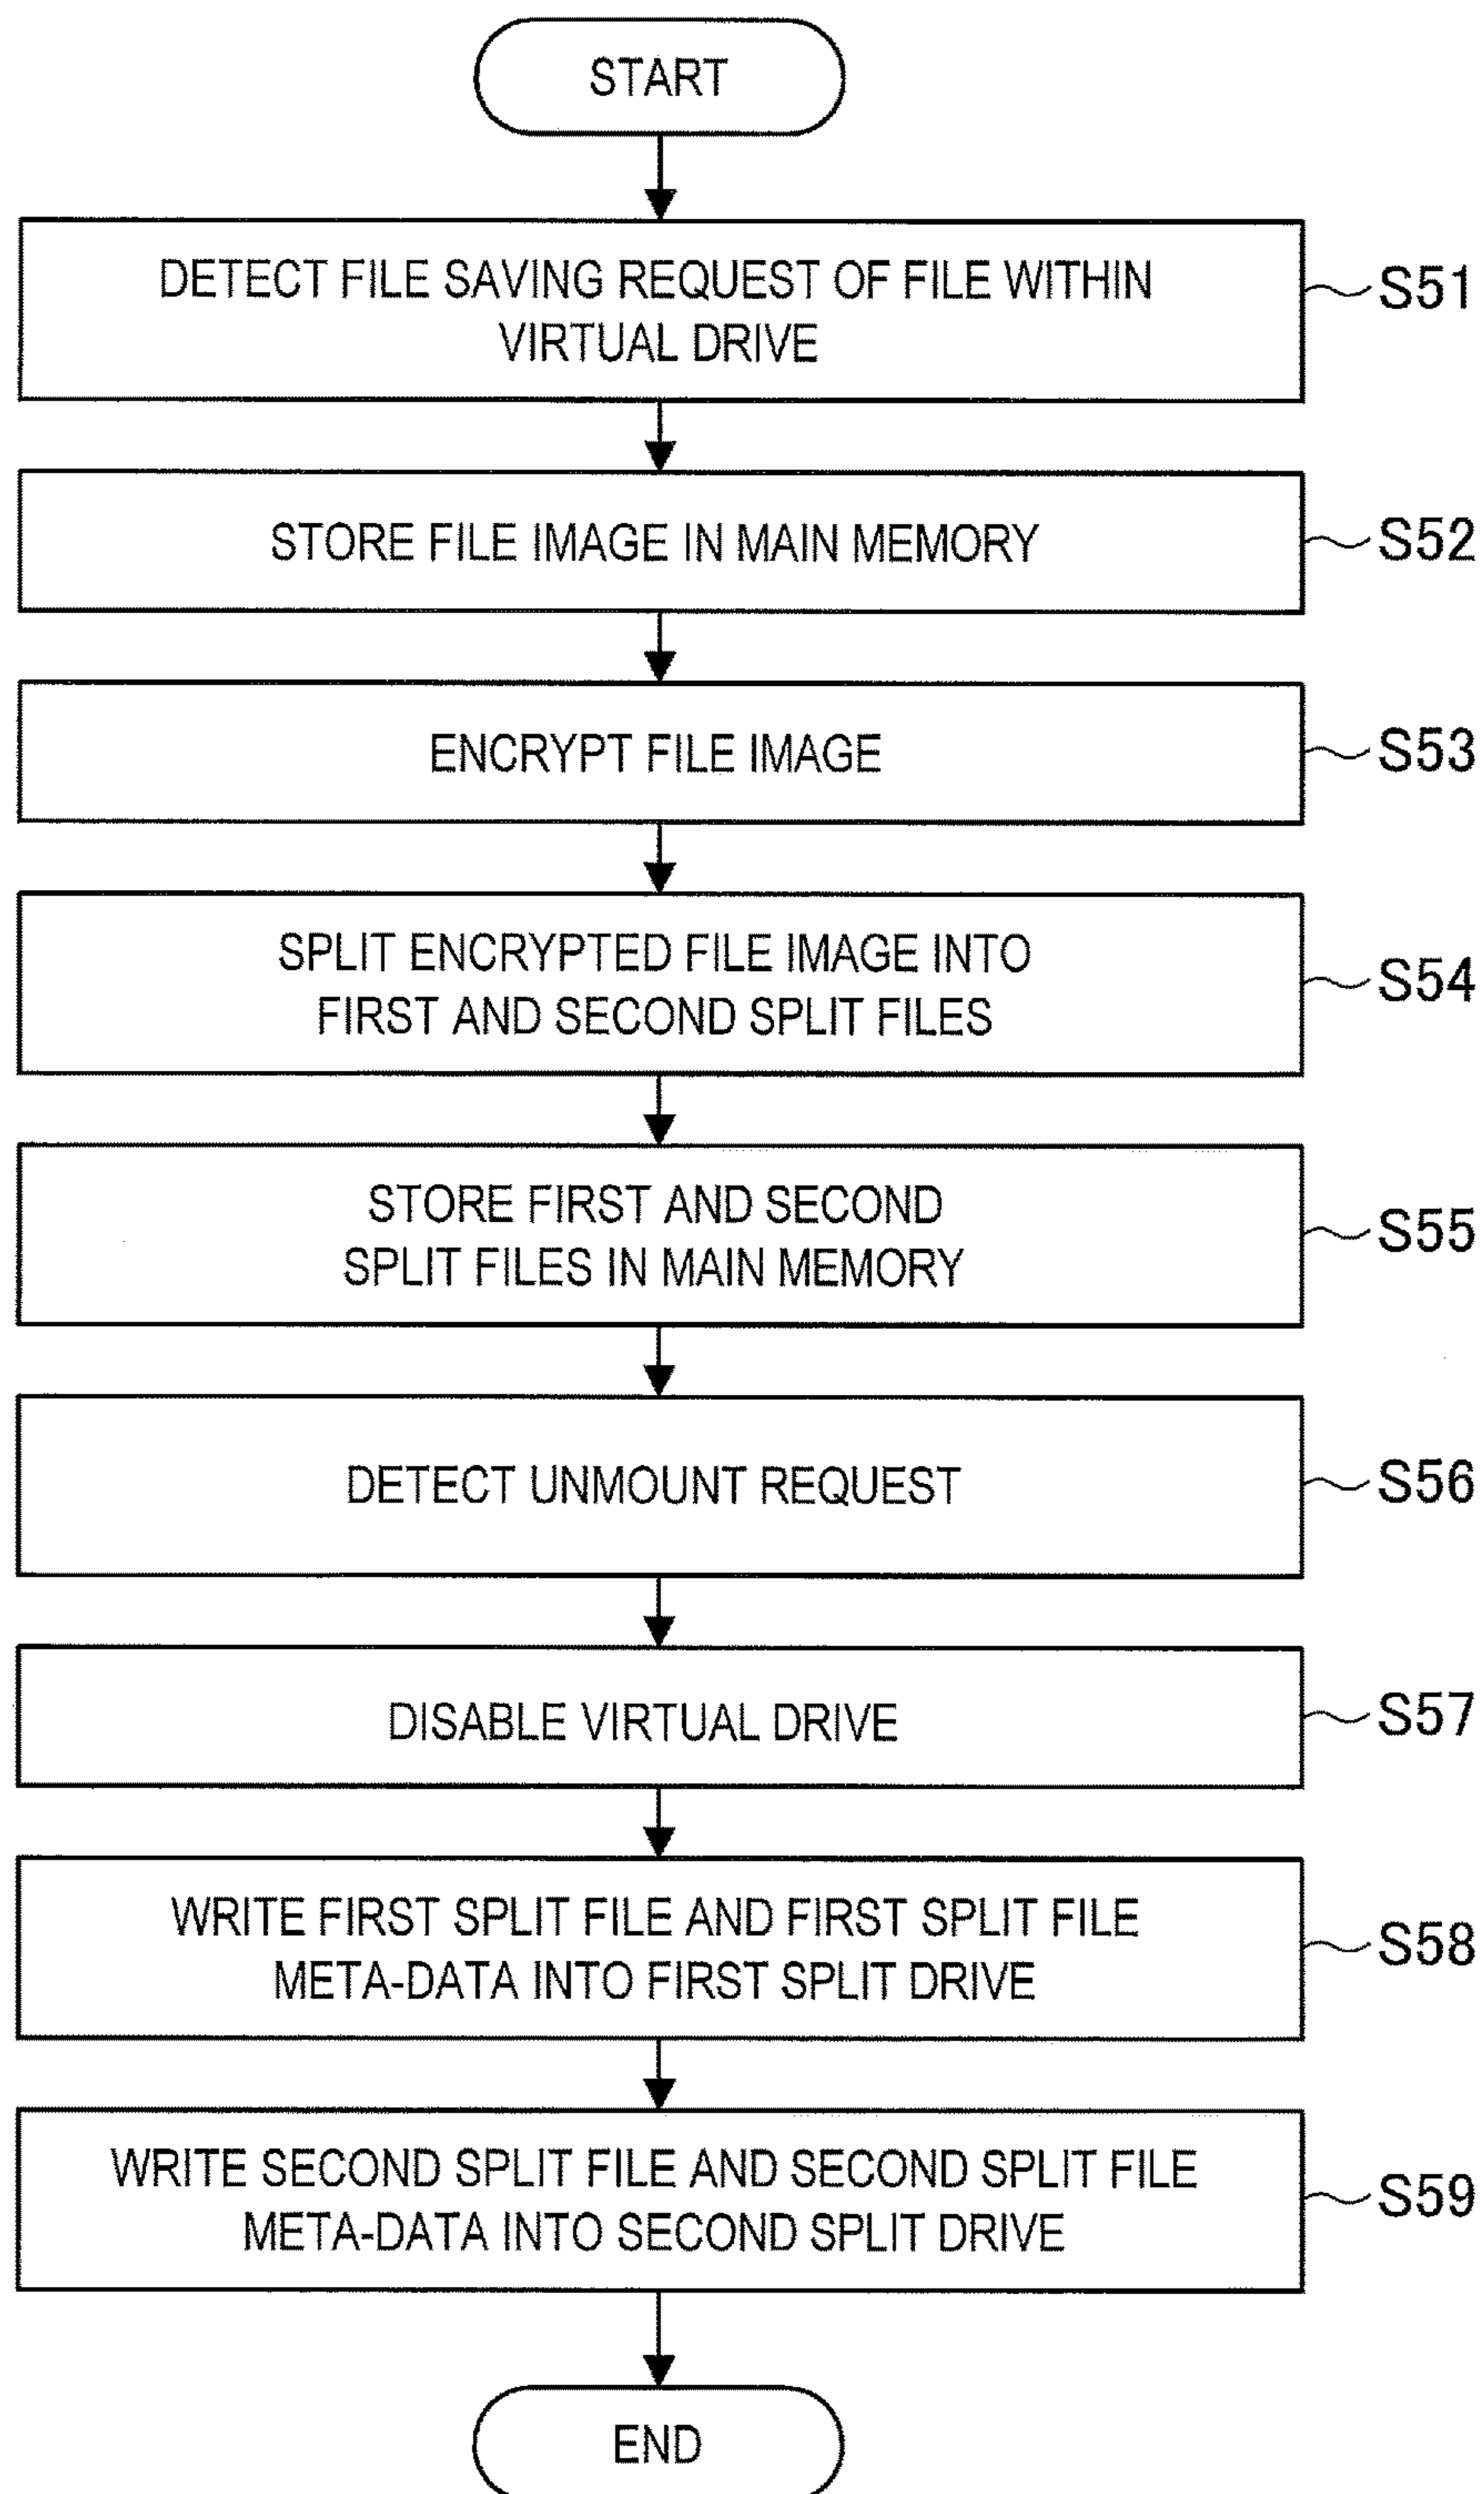 START
DETECT FILE SAVING REQUEST OF FILE WITHIN
VIRTUAL DRIVE
S51
STORE FILE IMAGE IN MAIN MEMORY
S52
ENCRYPT FILE IMAGE
S53
SPLIT ENCRYPTED FILE IMAGE INTO
FIRST AND SECOND SPLIT FILES
S54
STORE FIRST AND SECOND
SPLIT FILES IN MAIN MEMORY
S55
DETECT UNMOUNT REQUEST
S56
DISABLE VIRTUAL DRIVE
S57
WRITE FIRST SPLIT FILE AND FIRST SPLIT FILE
META-DATA INTO FIRST SPLIT DRIVE
S58
WRITE SECOND SPLIT FILE AND SECOND SPLIT FILE
META-DATA INTO SECOND SPLIT DRIVE
S59
END